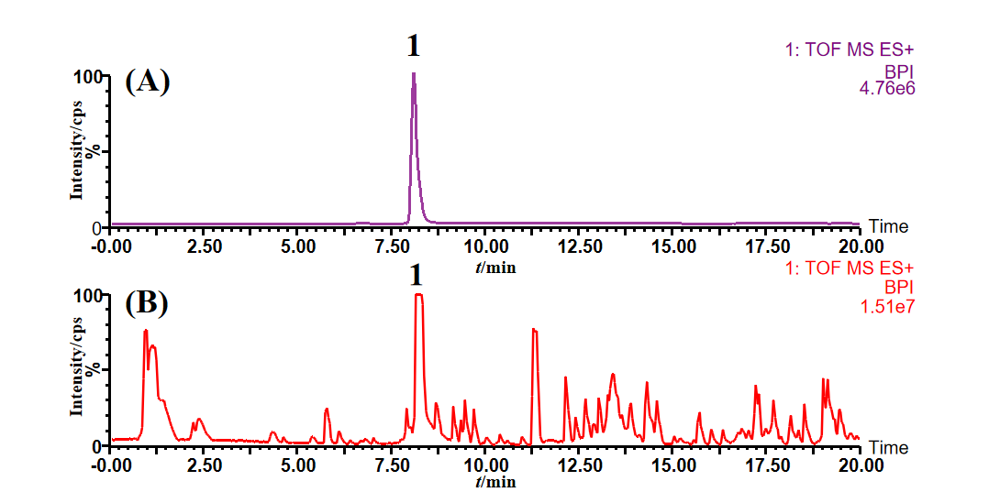 1
1: TOF MS ES+
BPI
4.76e6
(A)
100
Intensity/cps
%
0
-0.00 2.50 5.00 7.50 10.00 12.50 15.00 17.50 20.00
Time
t/min
1
1: TOF MS ES+
BPI
1.51e7
(B)
100
Intensity/cps
%
0
-0.00 2.50 5.00 7.50 10.00 12.50 15.00 17.50 20.00
Time
t/min